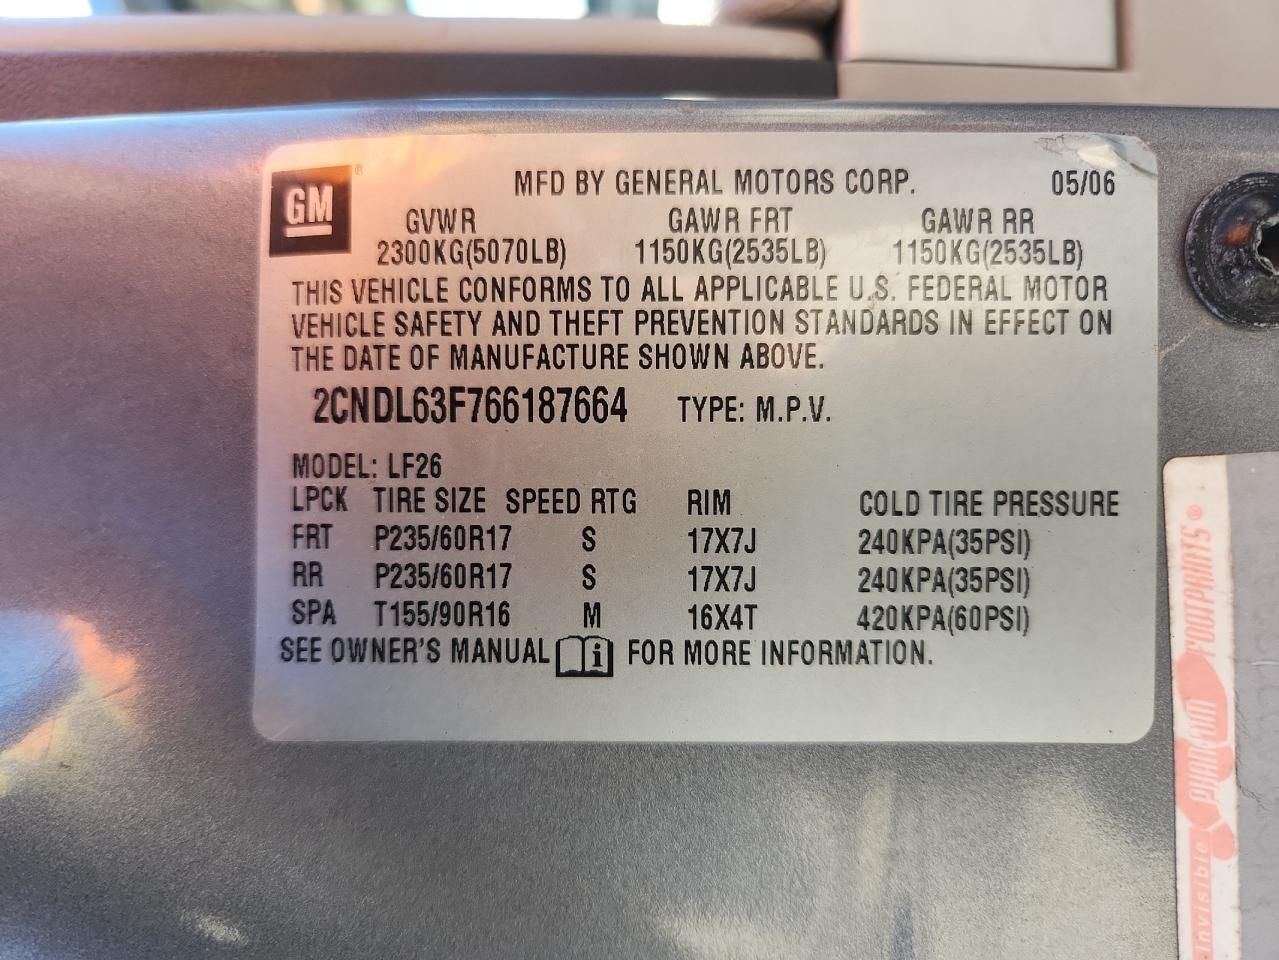 GM ®
MFD BY GENERAL MOTORS CORP. 05/06
GVWR GAWR FRT GAWR RR
2300KG(5070LB) 1150KG(2535LB) 1150KG(2535LB)
THIS VEHICLE CONFORMS TO ALL APPLICABLE U.S. FEDERAL MOTOR
VEHICLE SAFETY AND THEFT PREVENTION STANDARDS IN EFFECT ON
THE DATE OF MANUFACTURE SHOWN ABOVE.
2CNDL63F766187664 TYPE: M.P.V.
MODEL: LF26
LPCK TIRE SIZE SPEED RTG RIM COLD TIRE PRESSURE
FRT P235/60R17 S 17X7J 240KPA(35PSI)
RR P235/60R17 S 17X7J 240KPA(35PSI)
SPA T155/90R16 M 16X4T 420KPA(60PSI)
SEE OWNER'S MANUAL i FOR MORE INFORMATION.
Invisible PHANTOM FOOTPRINTS®